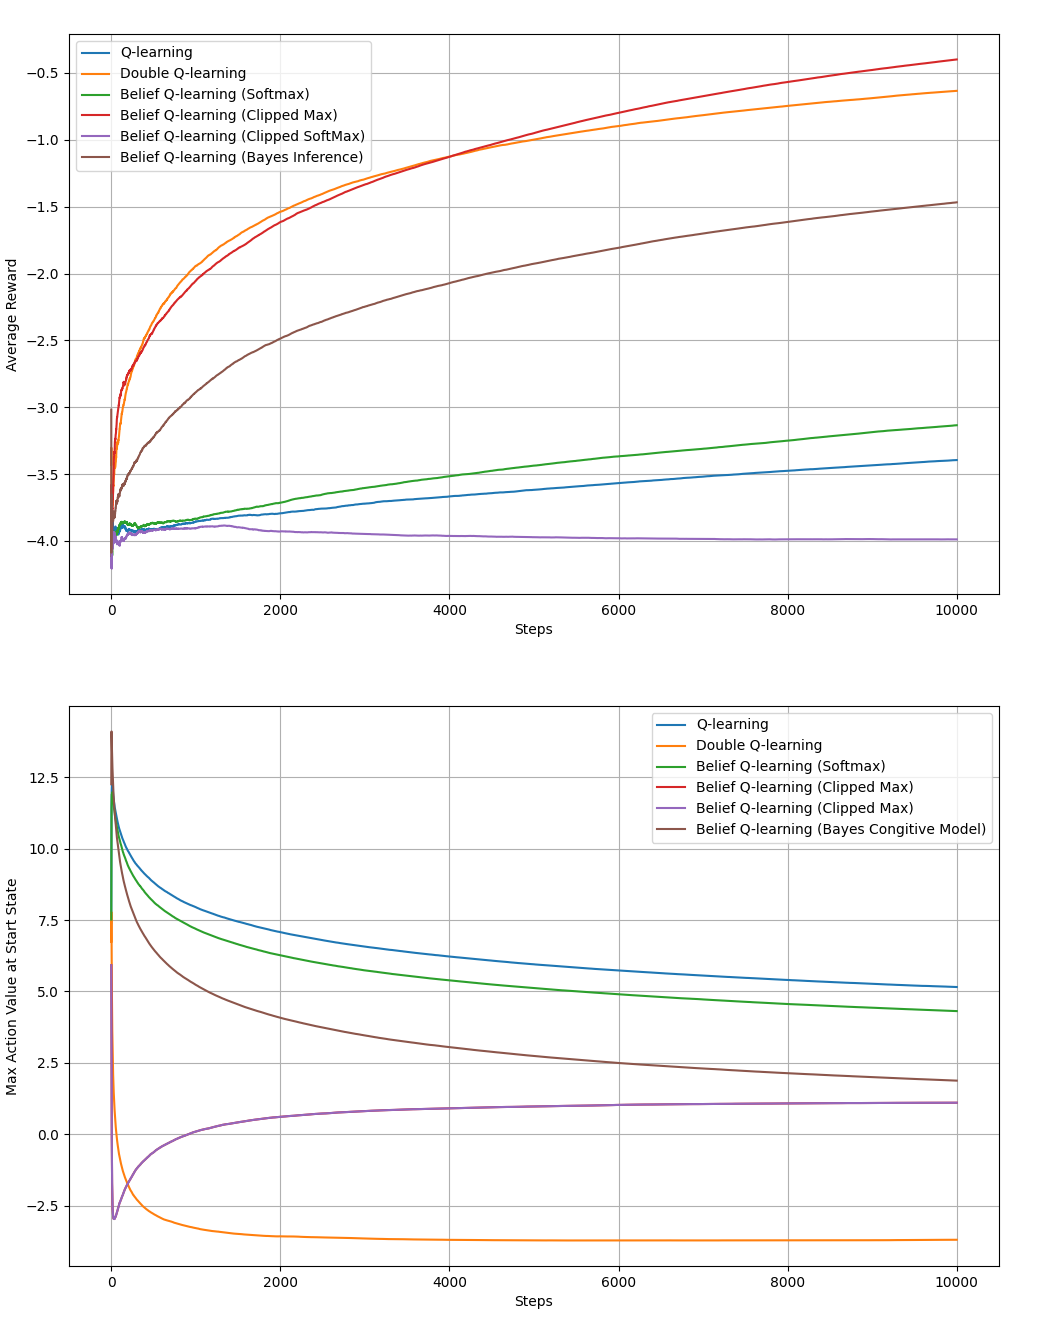 Q-learning
Double Q-learning
Belief Q-learning (Softmax)
Belief Q-learning (Clipped Max)
Belief Q-learning (Clipped SoftMax)
Belief Q-learning (Bayes Inference)
−0.5
−1.0
−1.5
−2.0
−2.5
−3.0
−3.5
−4.0
Average Reward
0 2000 4000 6000 8000 10000
Steps
Q-learning
Double Q-learning
Belief Q-learning (Softmax)
Belief Q-learning (Clipped Max)
Belief Q-learning (Clipped Max)
Belief Q-learning (Bayes Congitive Model)
12.5
10.0
7.5
5.0
2.5
0.0
−2.5
Max Action Value at Start State
0 2000 4000 6000 8000 10000
Steps